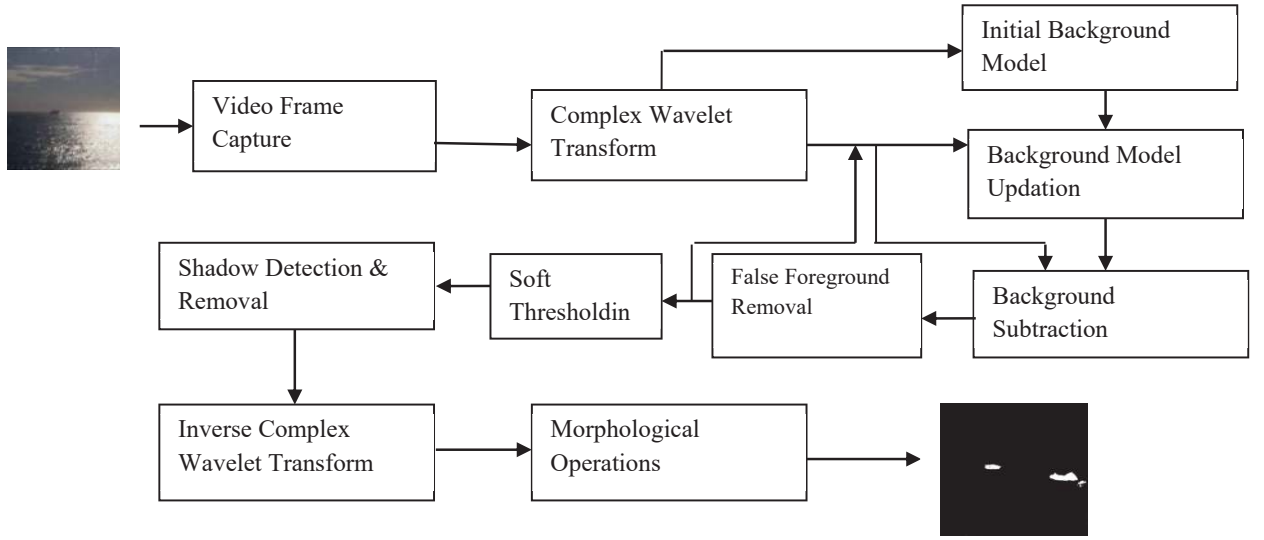 Initial Background
Model
Video Frame
Capture
Complex Wavelet
Transform
Background Model
Updation
Shadow Detection &
Removal
Soft
Thresholdin
False Foreground
Removal
Background
Subtraction
Inverse Complex
Wavelet Transform
Morphological
Operations